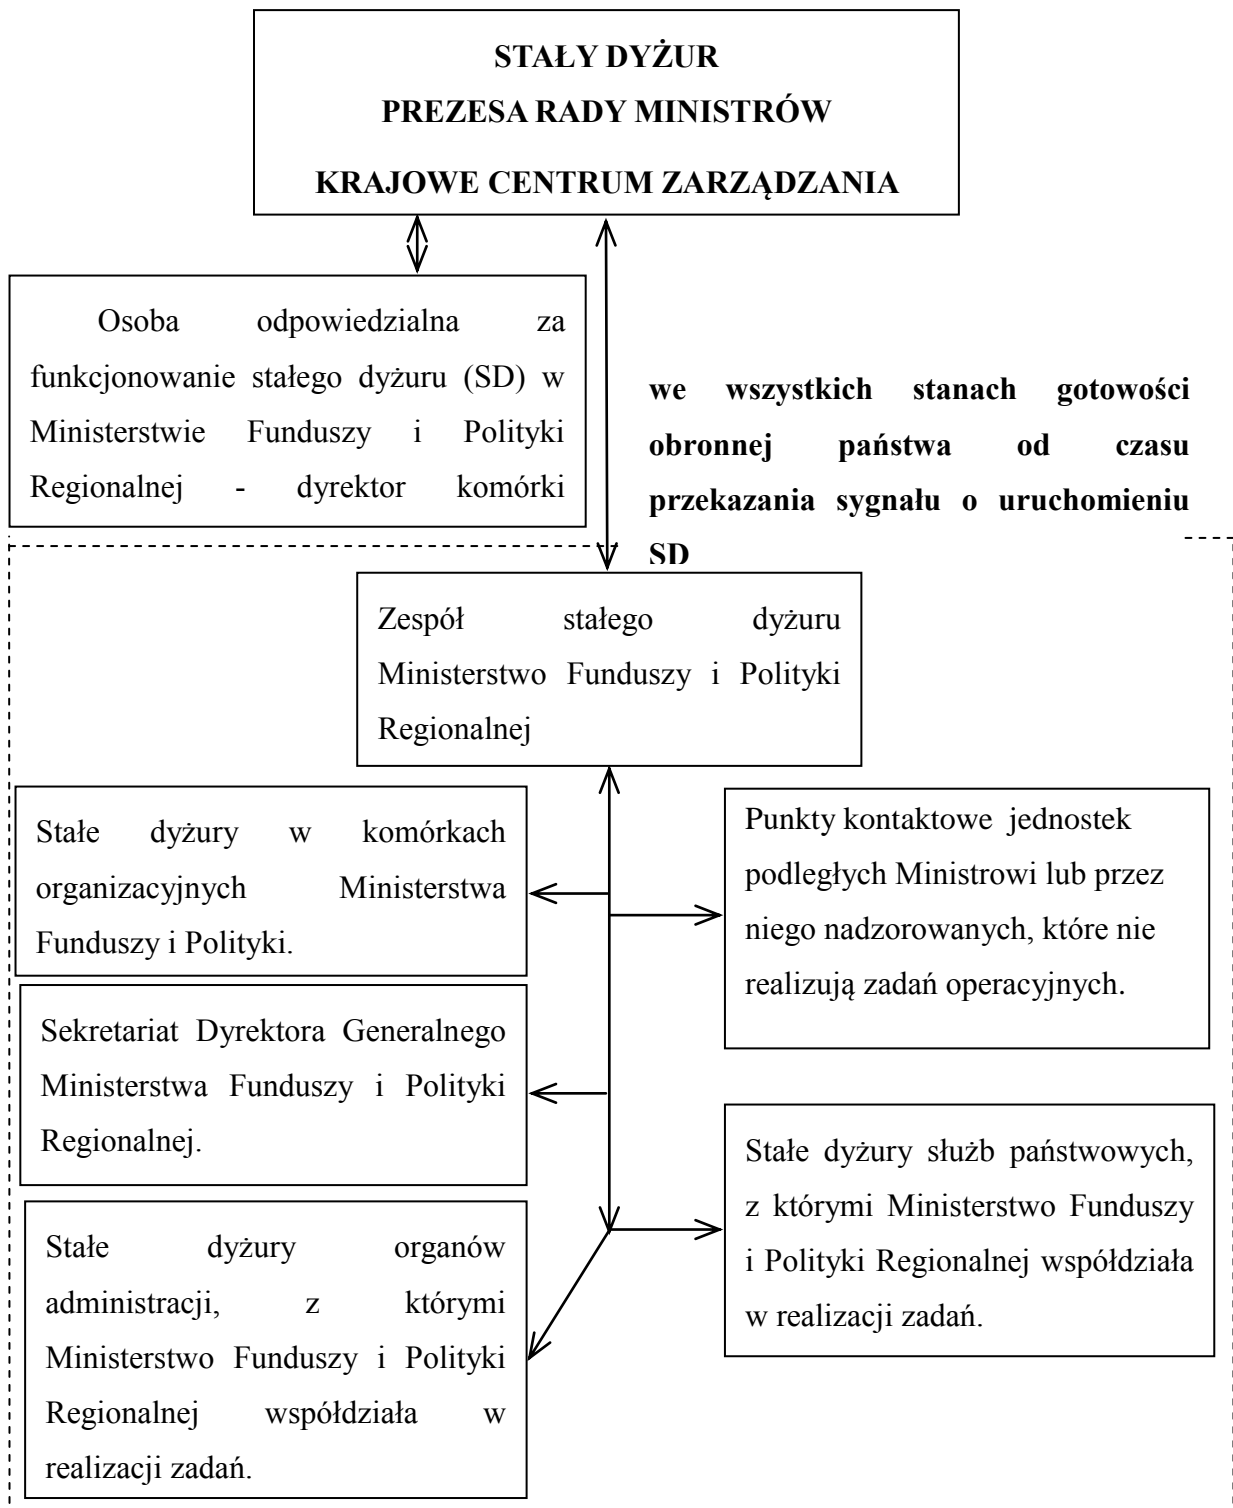 STAŁY DYŻUR
PREZESA RADY MINISTRÓW
KRAJOWE CENTRUM ZARZĄDZANIA
Osoba odpowiedzialna za
funkcjonowanie stałego dyżuru (SD) w
Ministerstwie Funduszy i Polityki
Regionalnej - dyrektor komórki
we wszystkich stanach gotowości
obronnej państwa od czasu
przekazania sygnału o uruchomieniu
SD
Zespół stałego dyżuru
Ministerstwo Funduszy i Polityki
Regionalnej
Stałe dyżury w komórkach
organizacyjnych Ministerstwa
Funduszy i Polityki.
Punkty kontaktowe jednostek
podległych Ministrowi lub przez
niego nadzorowanych, które nie
realizują zadań operacyjnych.
Sekretariat Dyrektora Generalnego
Ministerstwa Funduszy i Polityki
Regionalnej.
Stałe dyżury służb państwowych,
z którymi Ministerstwo Funduszy
i Polityki Regionalnej współdziała
w realizacji zadań.
Stałe dyżury organów
administracji, z którymi
Ministerstwo Funduszy i Polityki
Regionalnej współdziała w
realizacji zadań.